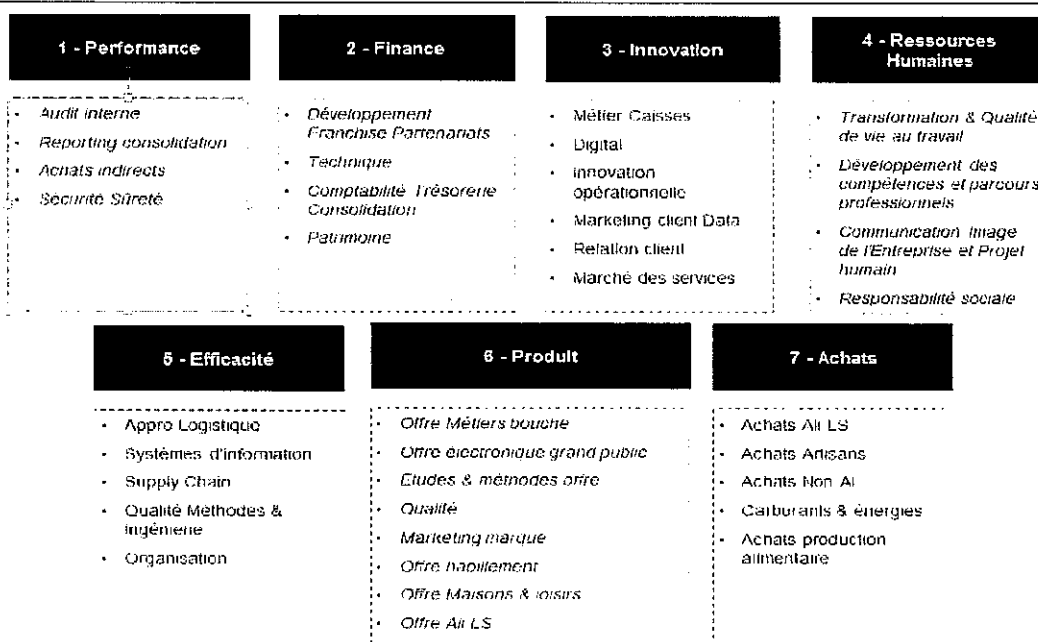 1 - Performance
Audit interne
Reporting consolidation
Achats indirects
Sécurité Sûreté
2 - Finance
Développement
Franchise Partenariats
Technique
Comptabilité Trésorerie
Consolidation
Patrimoine
3 - Innovation
Métier Caisses
Digital
Innovation
opérationnelle
Marketing client Data
Relation client
Marché des services
4 - Ressources
Humaines
Transformation & Qualité
de vie au travail
Développement des
compétences et parcours
professionnels
Communication Image
de l'Entreprise et Projet
humain
Responsabilité sociale
5 - Efficacité
Appro Logistique
Systèmes d'information
Supply Chain
Qualité Méthodes &
Ingénierie
Organisation
6 - Produit
Offre Métiers bouche
Offre électronique grand public
Etudes & méthodes offre
Qualité
Marketing marque
Offre habillement
Offre Maisons & loisirs
Offre Ali LS
7 - Achats
Achats Ali LS
Achats Artisans
Achats Non Al
Carburants & énergies
Achats production
alimentaire